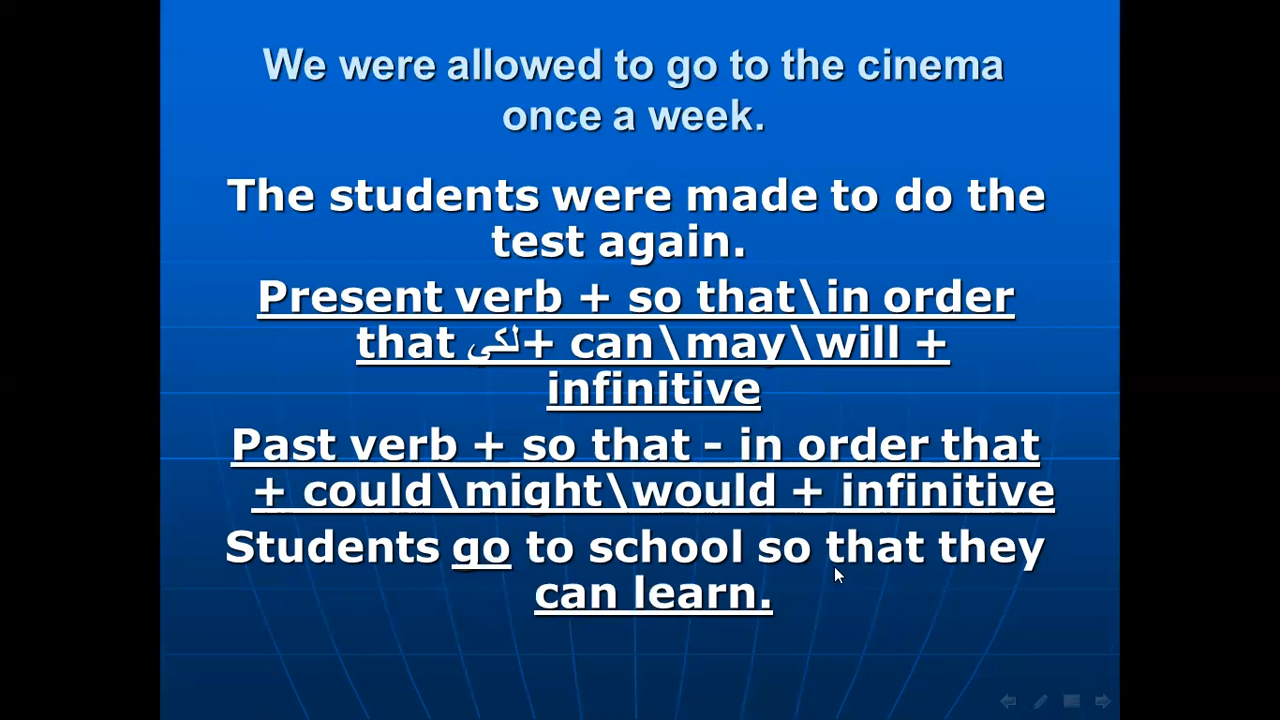 We were allowed to go to the cinema
once a week.
The students were made to do the
test again.
Present verb + so that\in order
that لكي+ can\may\will +
infinitive
Past verb + so that - in order that
+ could\might\would + infinitive
Students go to school so that they
can learn.